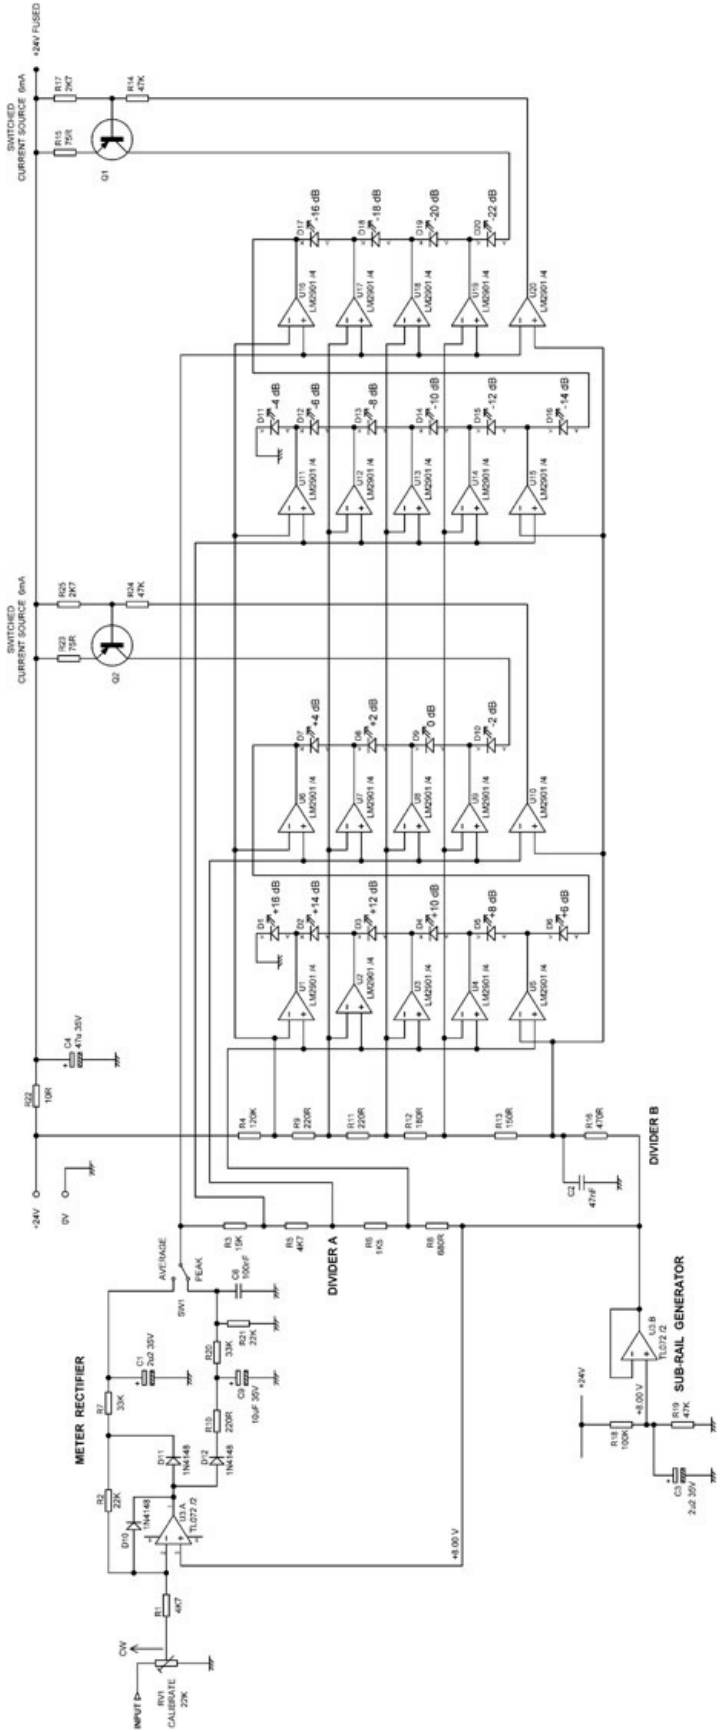 INPUT
RV1
CALIBRATE
22K
CW
R1
4K7
METER RECTIFIER
R2
22K
D10
1N4148
2
3
1
U3:A
TL072 /2
+8.00 V
D11
1N4148
D12
1N4148
R7
33K
R10
220R
C1
2u2 35V
C9
10uF 35V
R20
33K
R21
22K
AVERAGE
SW1
PEAK
C6
100nF
R3
15K
R5
4K7
R6
1K5
R8
680R
DIVIDER A
SUB-RAIL GENERATOR
+24V
R18
100K
+8.00 V
R19
47K
C3
2u2 35V
U3:B
TL072 /2
+24V
0V
R22
10R
C4
47u 35V
R4
120K
R9
220R
R11
220R
R12
180R
R13
150R
R16
470R
C2
47nF
DIVIDER B
U1
LM2901 /4
U2
LM2901 /4
U3
LM2901 /4
U4
LM2901 /4
U5
LM2901 /4
D1
+16 dB
D2
+14 dB
D3
+12 dB
D4
+10 dB
D5
+8 dB
D6
+6 dB
U6
LM2901 /4
U7
LM2901 /4
U8
LM2901 /4
U9
LM2901 /4
U10
LM2901 /4
D7
+4 dB
D8
+2 dB
D9
0 dB
D10
-2 dB
SWITCHED
CURRENT SOURCE 6mA
R23
75R
R25
2K7
R24
47K
Q2
U11
LM2901 /4
U12
LM2901 /4
U13
LM2901 /4
U14
LM2901 /4
U15
LM2901 /4
D11
-4 dB
D12
-6 dB
D13
-8 dB
D14
-10 dB
D15
-12 dB
D16
-14 dB
U16
LM2901 /4
U17
LM2901 /4
U18
LM2901 /4
U19
LM2901 /4
U20
LM2901 /4
D17
-16 dB
D18
-18 dB
D19
-20 dB
D20
-22 dB
SWITCHED
CURRENT SOURCE 6mA
R15
75R
R17
2K7
R14
47K
Q1
+24V FUSED